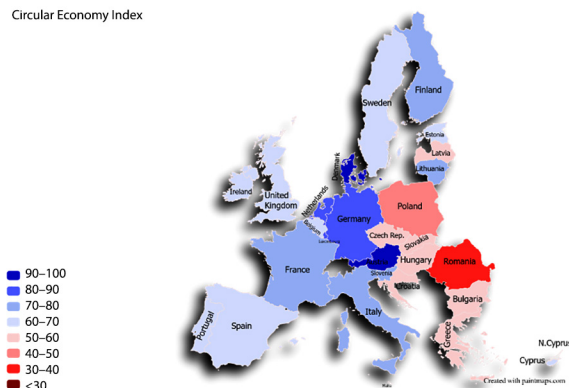 Circular Economy Index
Finland
Sweden
Estonia
Latvia
Lithuania
Denmark
Ireland
United
Kingdom
Netherlands
Belgium
Germany
Poland
Czech Rep.
Slovakia
Hungary
Romania
France
Slovenia
Croatia
Bulgaria
Italy
Greece
Portugal
Spain
N.Cyprus
Cyprus
Malta
Created with paintmaps.com
90–100
80–90
70–80
60–70
50–60
40–50
30–40
<30